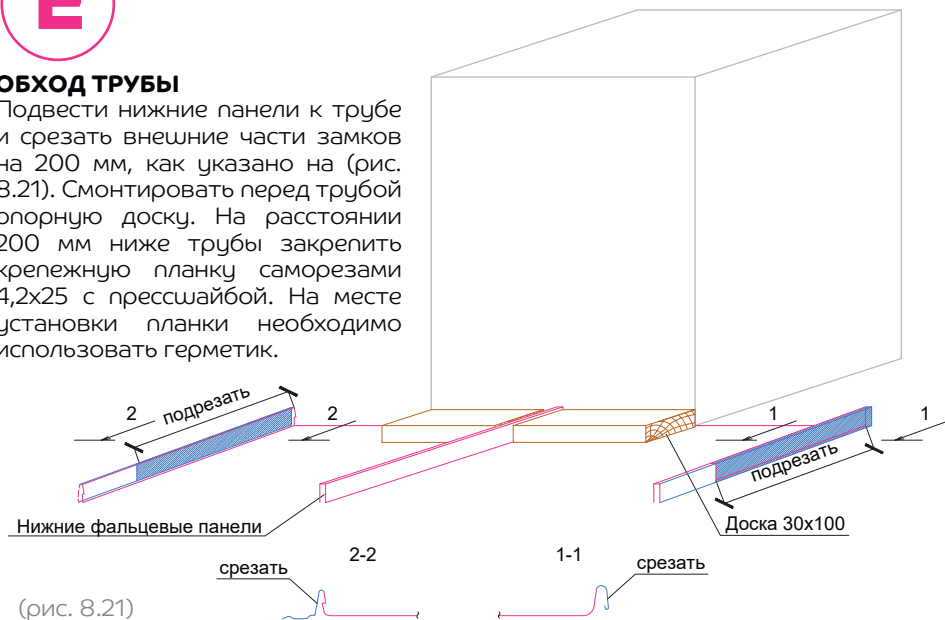 Е
ОБХОД ТРУБЫ
Подвести нижние панели к трубе
и срезать внешние части замков
на 200 мм, как указано на (рис.
8.21). Смонтировать перед трубой
опорную доску. На расстоянии
200 мм ниже трубы закрепить
крепежную планку саморезами
4,2х25 с прессшайбой. На месте
установки планки необходимо
использовать герметик.
2
подрезать
2
1
1
подрезать
Нижние фальцевые панели
Доска 30х100
2-2
1-1
срезать
срезать
(рис. 8.21)